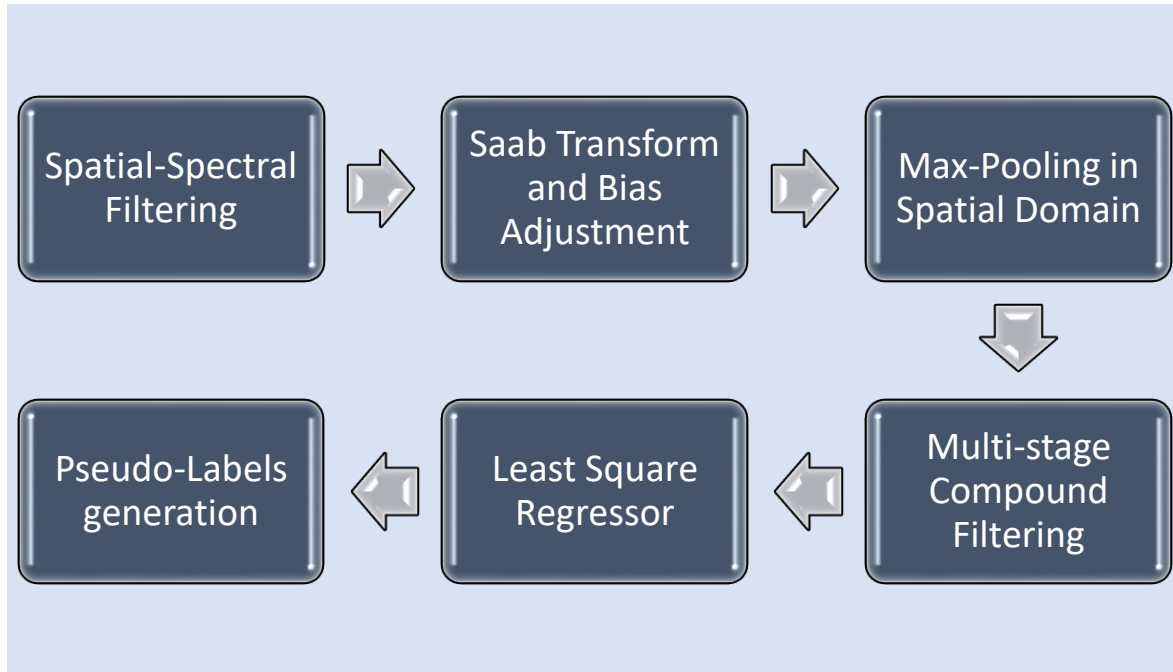 Spatial-Spectral
Filtering
Saab Transform
and Bias
Adjustment
Max-Pooling in
Spatial Domain
Multi-stage
Compound
Filtering
Least Square
Regressor
Pseudo-Labels
generation